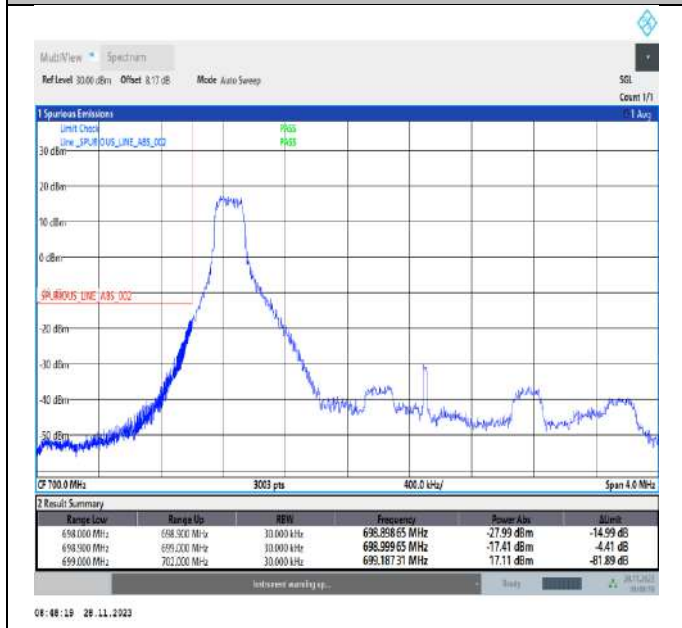 MultiView Spectrum
Ref Level 30.00 dBm Offset 8.17 dB Mode Auto Sweep SGL
Count 1/1
1 Spurious Emissions 1 Avg
Limit Check PASS
Line _SPURIOUS_LINE_ABS_002 PASS
30 dBm
20 dBm
10 dBm
0 dBm
SPURIOUS_LINE_ABS_002
-20 dBm
-30 dBm
-40 dBm
-50 dBm
CF 700.0 MHz 3003 pts 400.0 kHz/ Span 4.0 MHz
2 Result Summary
Range Low Range Up RBW Frequency Power Abs ΔLimit
698.000 MHz 698.900 MHz 30.000 kHz 698.89865 MHz -27.99 dBm -14.99 dB
698.900 MHz 699.000 MHz 30.000 kHz 698.99965 MHz -17.41 dBm -4.41 dB
699.000 MHz 702.000 MHz 30.000 kHz 699.18731 MHz 17.11 dBm -81.89 dB
Instrument warming up... Ready 28.11.2023
08:48:19 28.11.2023